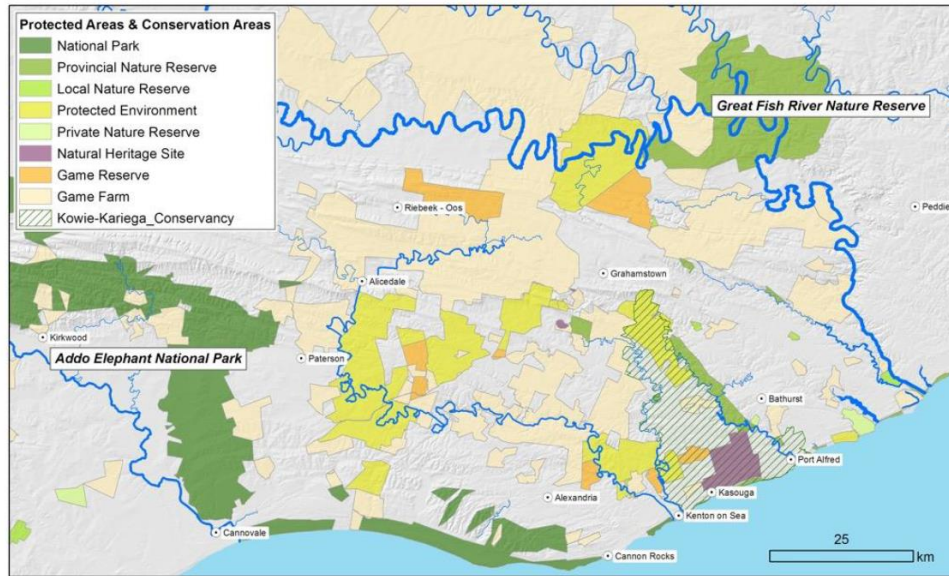 Protected Areas & Conservation Areas
National Park
Provincial Nature Reserve
Local Nature Reserve
Protected Environment
Private Nature Reserve
Natural Heritage Site
Game Reserve
Game Farm
Kowie-Kariega_Conservancy
Great Fish River Nature Reserve
Riebeek - Oos
Peddie
Grahamstown
Alicedale
Kirkwood
Addo Elephant National Park
Paterson
Bathurst
Port Alfred
Alexandria
Kasouga
Kenton on Sea
Cannovale
Cannon Rocks
25
km